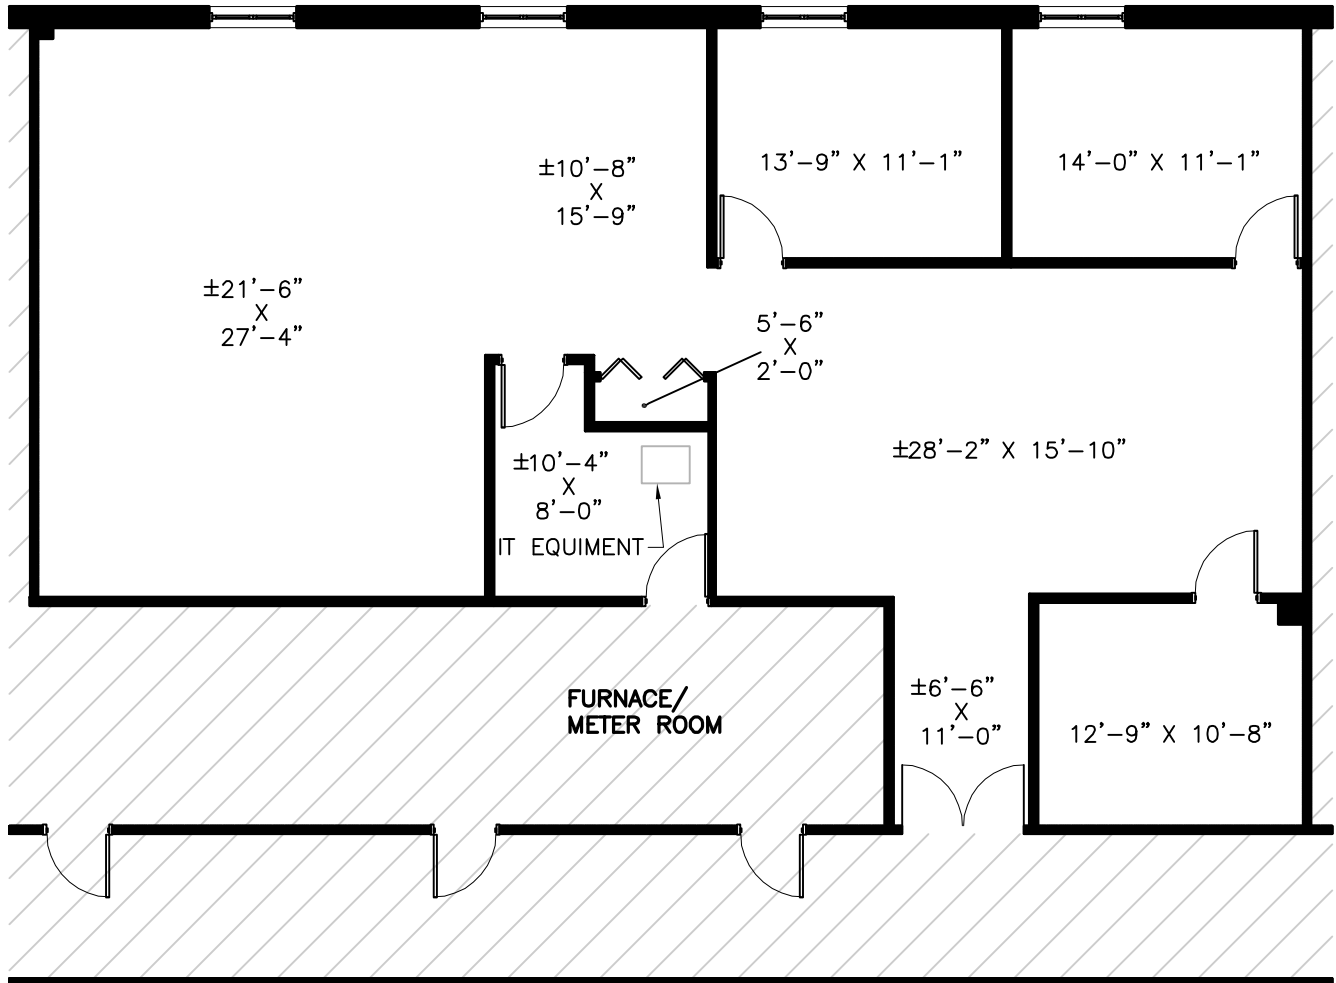 ±10’-8”
X
15’-9”
13’-9” X 11’-1”
14’-0” X 11’-1”
±21’-6”
X
27’-4”
5’-6”
X
2’-0”
±28’-2” X 15’-10”
±10’-4”
X
8’-0”
IT EQUIMENT
FURNACE/
METER ROOM
±6’-6”
X
11’-0”
12’-9” X 10’-8”